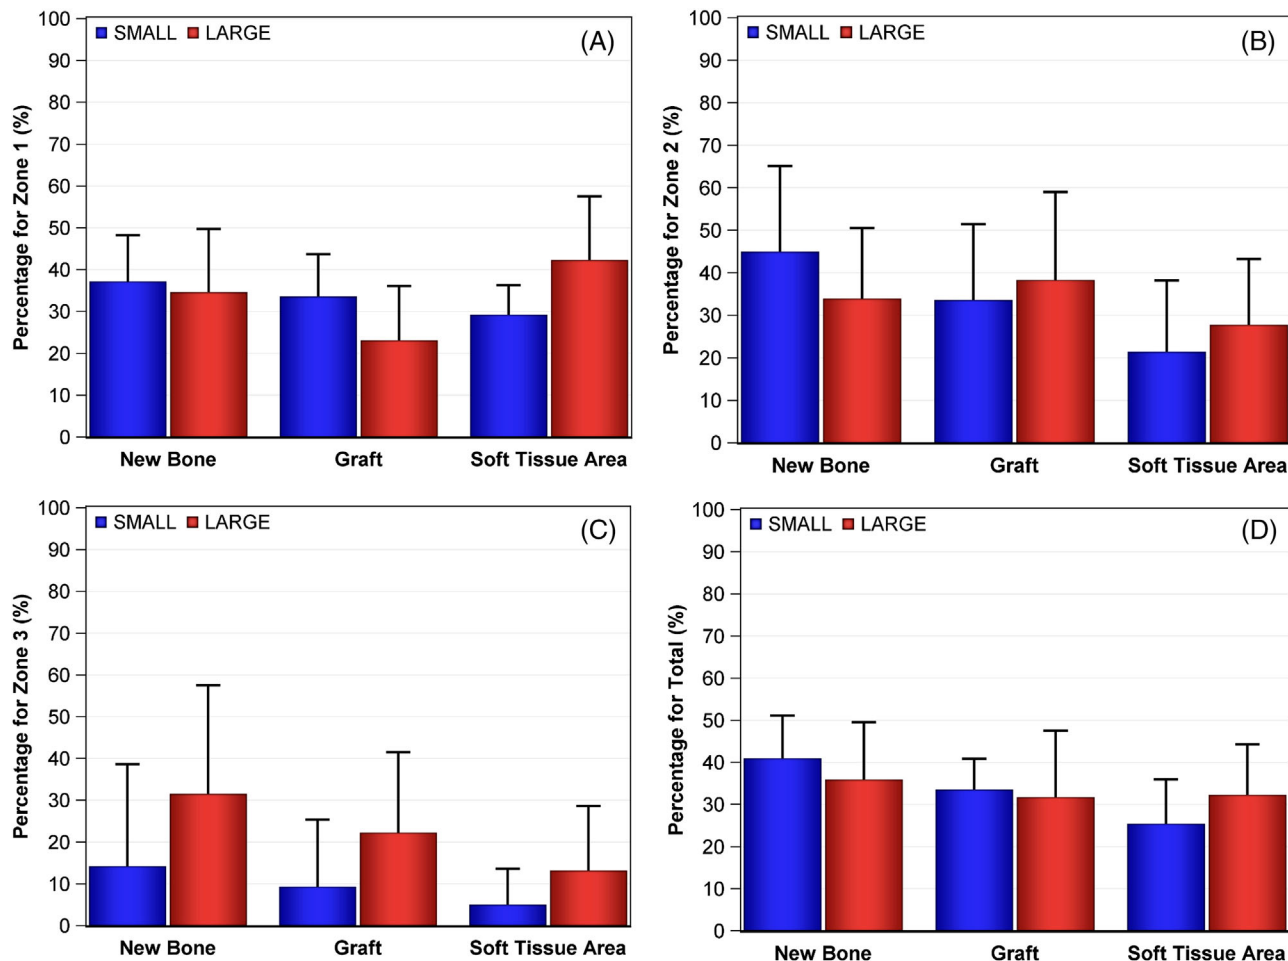 SMALL LARGE
(A)
Percentage for Zone 1 (%)
100
90
80
70
60
50
40
30
20
10
0
New Bone Graft Soft Tissue Area
SMALL LARGE
(B)
Percentage for Zone 2 (%)
100
90
80
70
60
50
40
30
20
10
0
New Bone Graft Soft Tissue Area
SMALL LARGE
(C)
Percentage for Zone 3 (%)
100
90
80
70
60
50
40
30
20
10
0
New Bone Graft Soft Tissue Area
SMALL LARGE
(D)
Percentage for Total (%)
100
90
80
70
60
50
40
30
20
10
0
New Bone Graft Soft Tissue Area